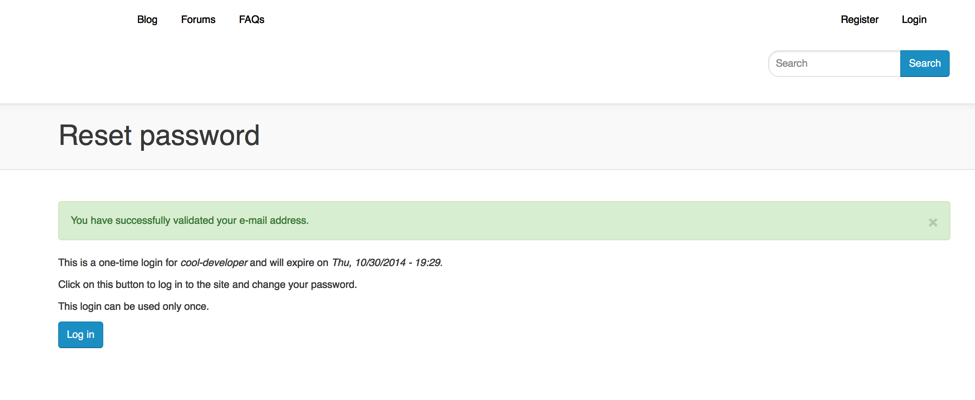 Blog Forums FAQs Register Login
Search Search
Reset password
You have successfully validated your e-mail address. ×
This is a one-time login for cool-developer and will expire on Thu, 10/30/2014 - 19:29.
Click on this button to log in to the site and change your password.
This login can be used only once.
Log in